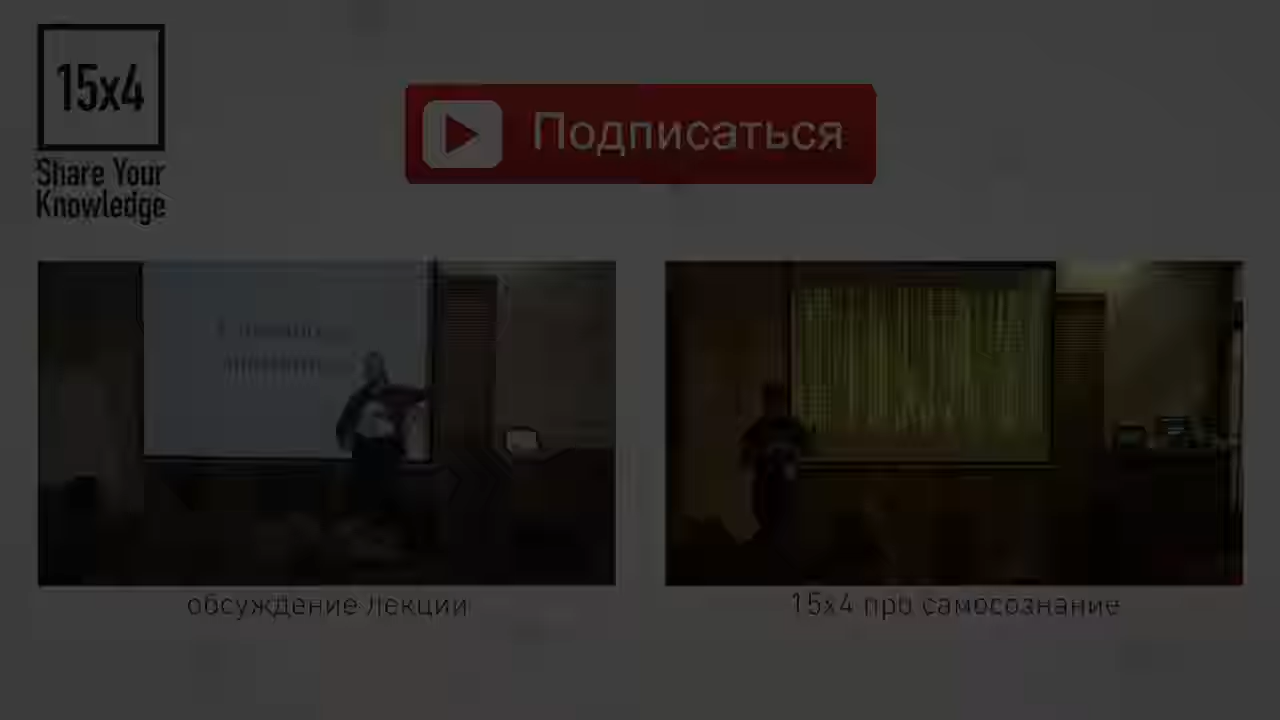 15x4
Share Your
Knowledge
Подписаться
обсуждение лекции
15x4 про самосознание